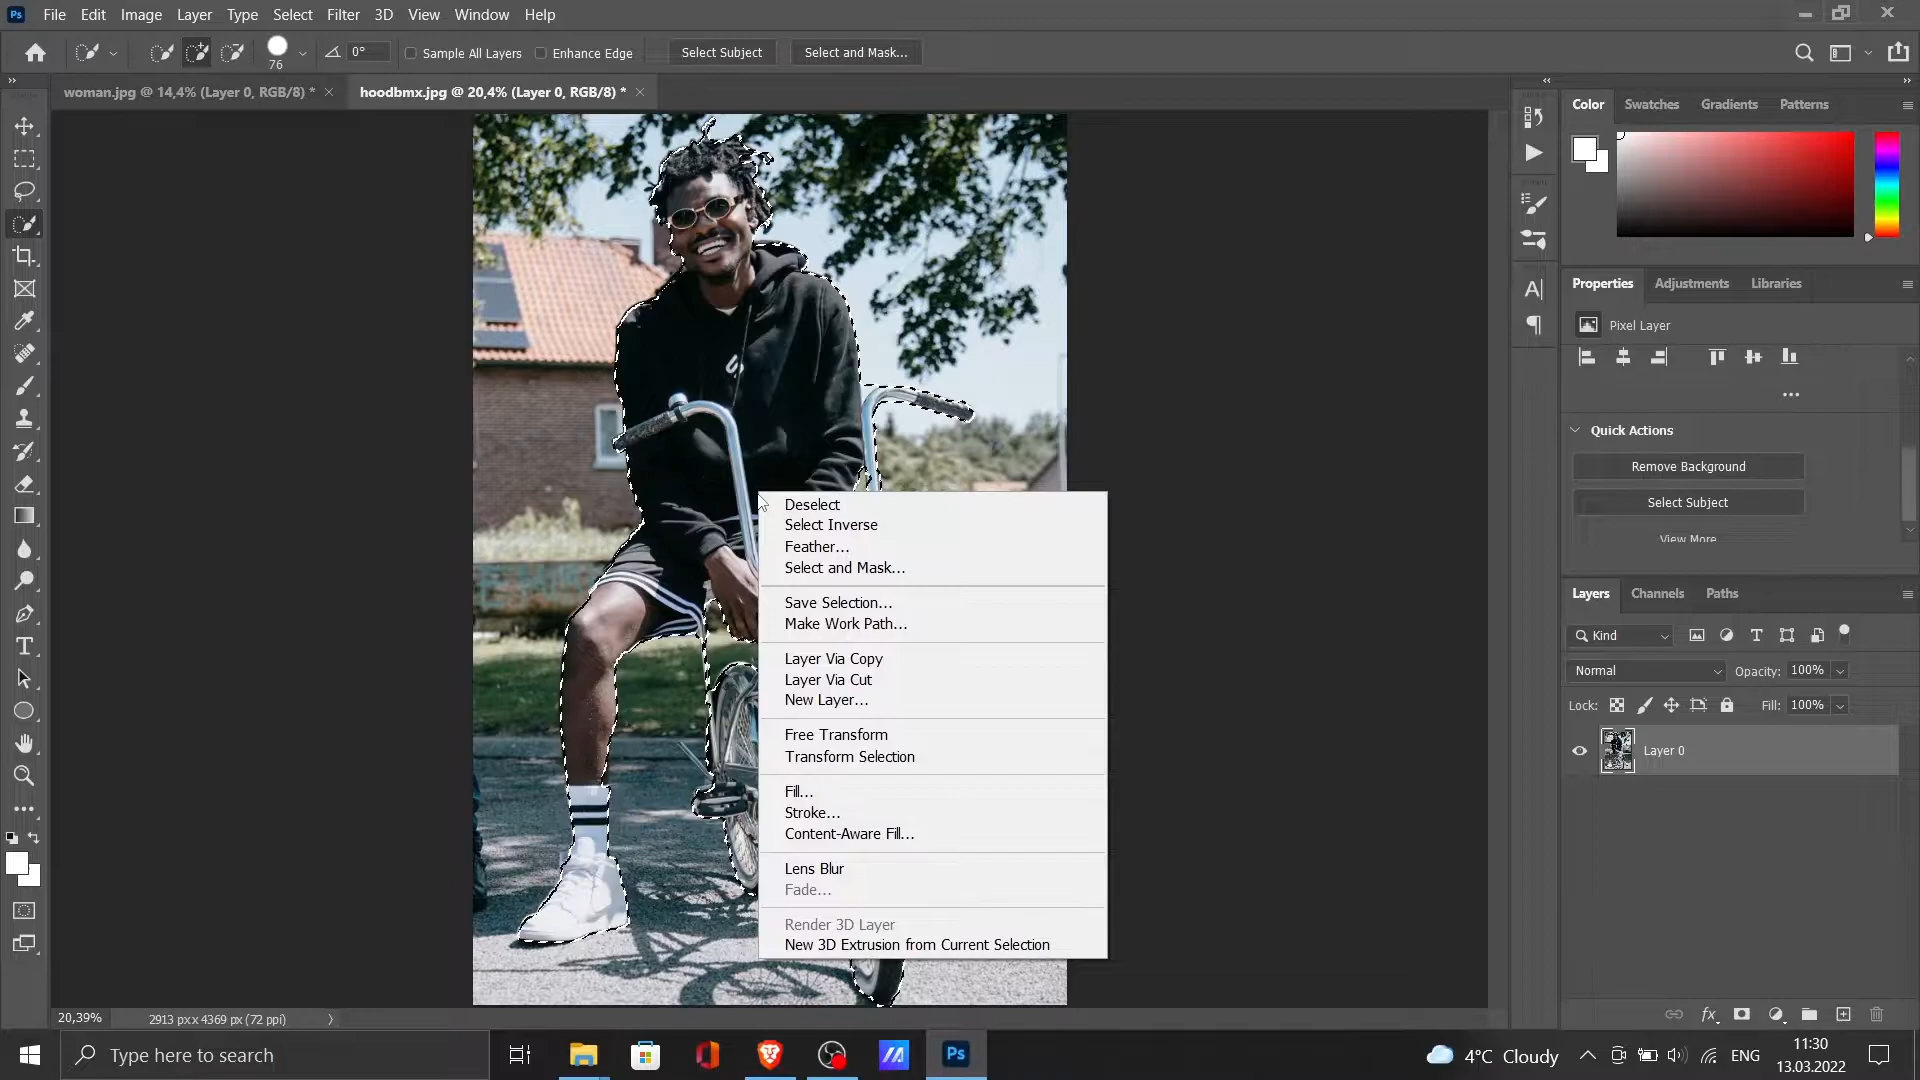 Ps File Edit Image Layer Type Select Filter 3D View Window Help
76 0° Sample All Layers Enhance Edge Select Subject Select and Mask...
woman.jpg @ 14,4% (Layer 0, RGB/8) * × hoodbmx.jpg @ 20,4% (Layer 0, RGB/8) * ×
Color Swatches Gradients Patterns
Properties Adjustments Libraries
Pixel Layer
Quick Actions
Remove Background
Select Subject
View More
Deselect
Select Inverse
Feather...
Select and Mask...
Save Selection...
Make Work Path...
Layer Via Copy
Layer Via Cut
New Layer...
Free Transform
Transform Selection
Fill...
Stroke...
Content-Aware Fill...
Lens Blur
Fade...
Render 3D Layer
New 3D Extrusion from Current Selection
Layers Channels Paths
Kind
Normal Opacity: 100%
Lock: Fill: 100%
Layer 0
fx
20,39% 2913 px x 4369 px (72 ppi)
Type here to search
Ps
4°C Cloudy
ENG
11:30
13.03.2022